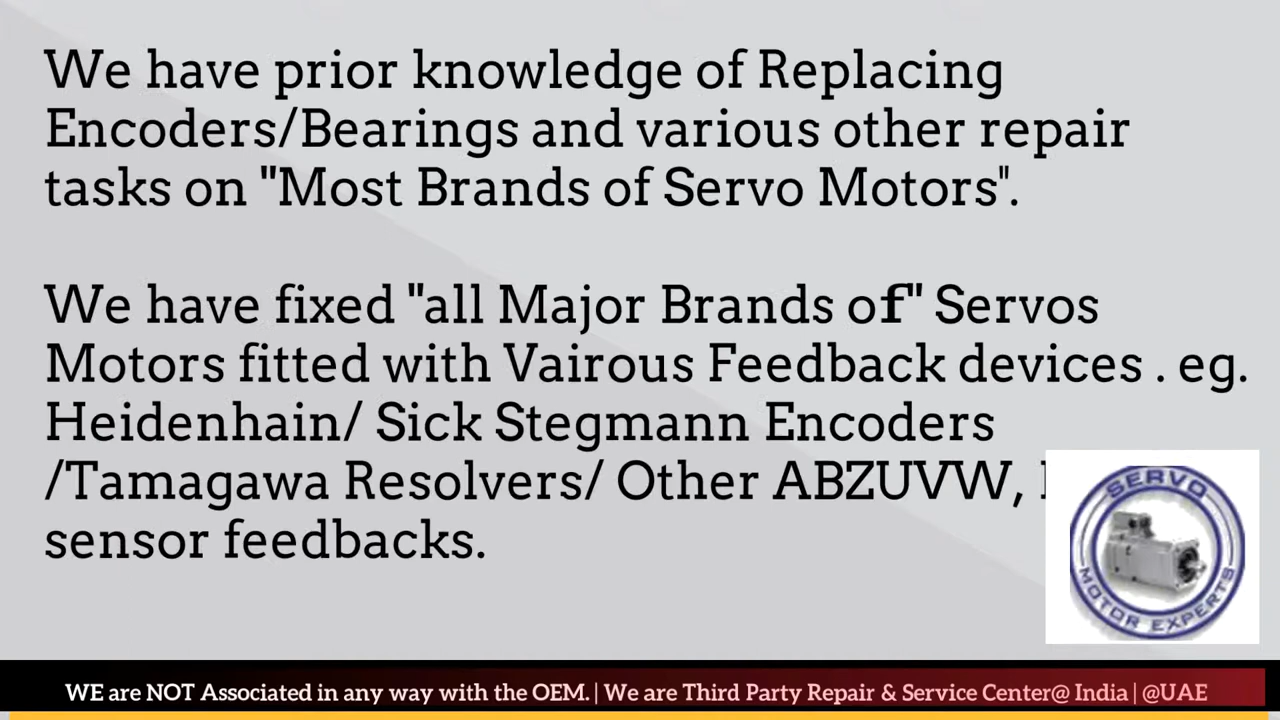 We have prior knowledge of Replacing
Encoders/Bearings and various other repair
tasks on "Most Brands of Servo Motors".
We have fixed "all Major Brands of" Servos
Motors fitted with Vairous Feedback devices . eg.
Heidenhain/ Sick Stegmann Encoders
/Tamagawa Resolvers/ Other ABZUVW,
sensor feedbacks.
SERVO
MOTOR EXPERTS
WE are NOT Associated in any way with the OEM. | We are Third Party Repair & Service Center@ India | @UAE